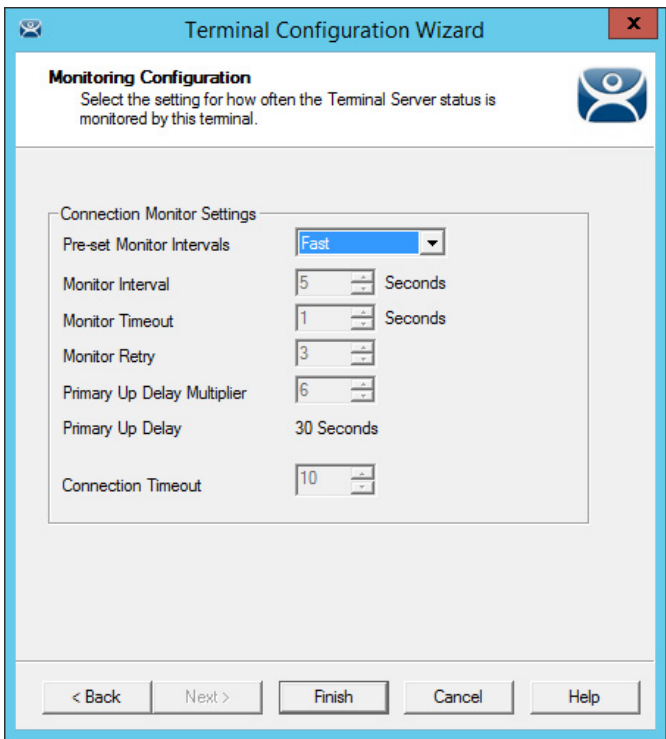 Terminal Configuration Wizard
x
Monitoring Configuration
Select the setting for how often the Terminal Server status is
monitored by this terminal.
Connection Monitor Settings
Pre-set Monitor Intervals Fast
Monitor Interval 5 Seconds
Monitor Timeout 1 Seconds
Monitor Retry 3
Primary Up Delay Multiplier 6
Primary Up Delay 30 Seconds
Connection Timeout 10
< Back Next > Finish Cancel Help